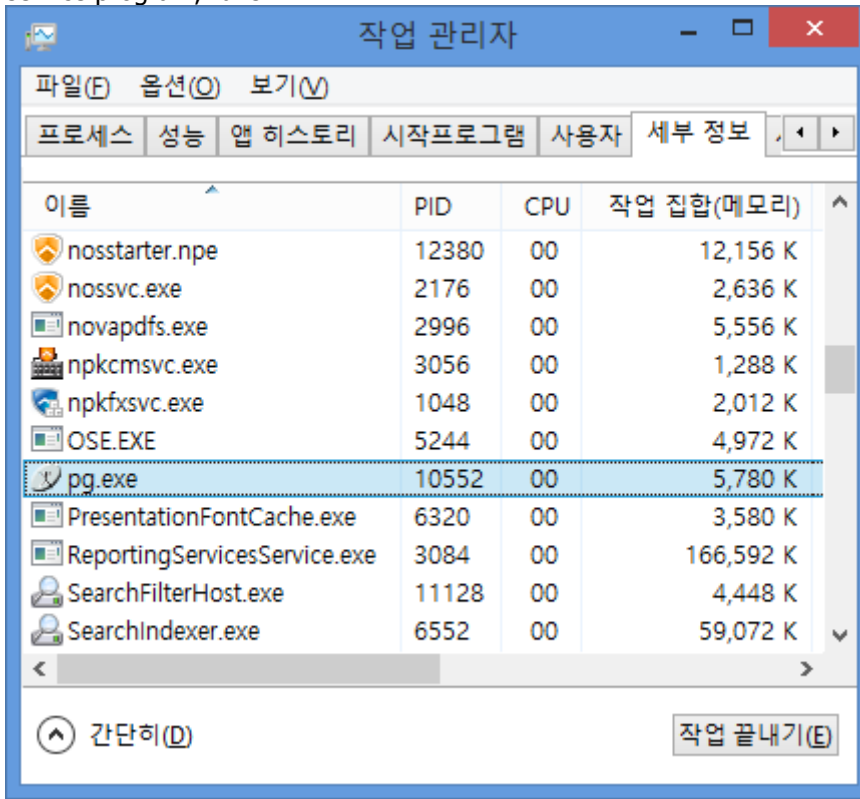 작업 관리자
파일(F) 옵션(O) 보기(V)
프로세스 성능 앱 히스토리 시작프로그램 사용자 세부 정보
이름 PID CPU 작업 집합(메모리)
nosstarter.npe 12380 00 12,156 K
nossvc.exe 2176 00 2,636 K
novapdfs.exe 2996 00 5,556 K
npkcmsvc.exe 3056 00 1,288 K
npkfxsvc.exe 1048 00 2,012 K
OSE.EXE 5244 00 4,972 K
pg.exe 10552 00 5,780 K
PresentationFontCache.exe 6320 00 3,580 K
ReportingServicesService.exe 3084 00 166,592 K
SearchFilterHost.exe 11128 00 4,448 K
SearchIndexer.exe 6552 00 59,072 K
간단히(D) 작업 끝내기(E)